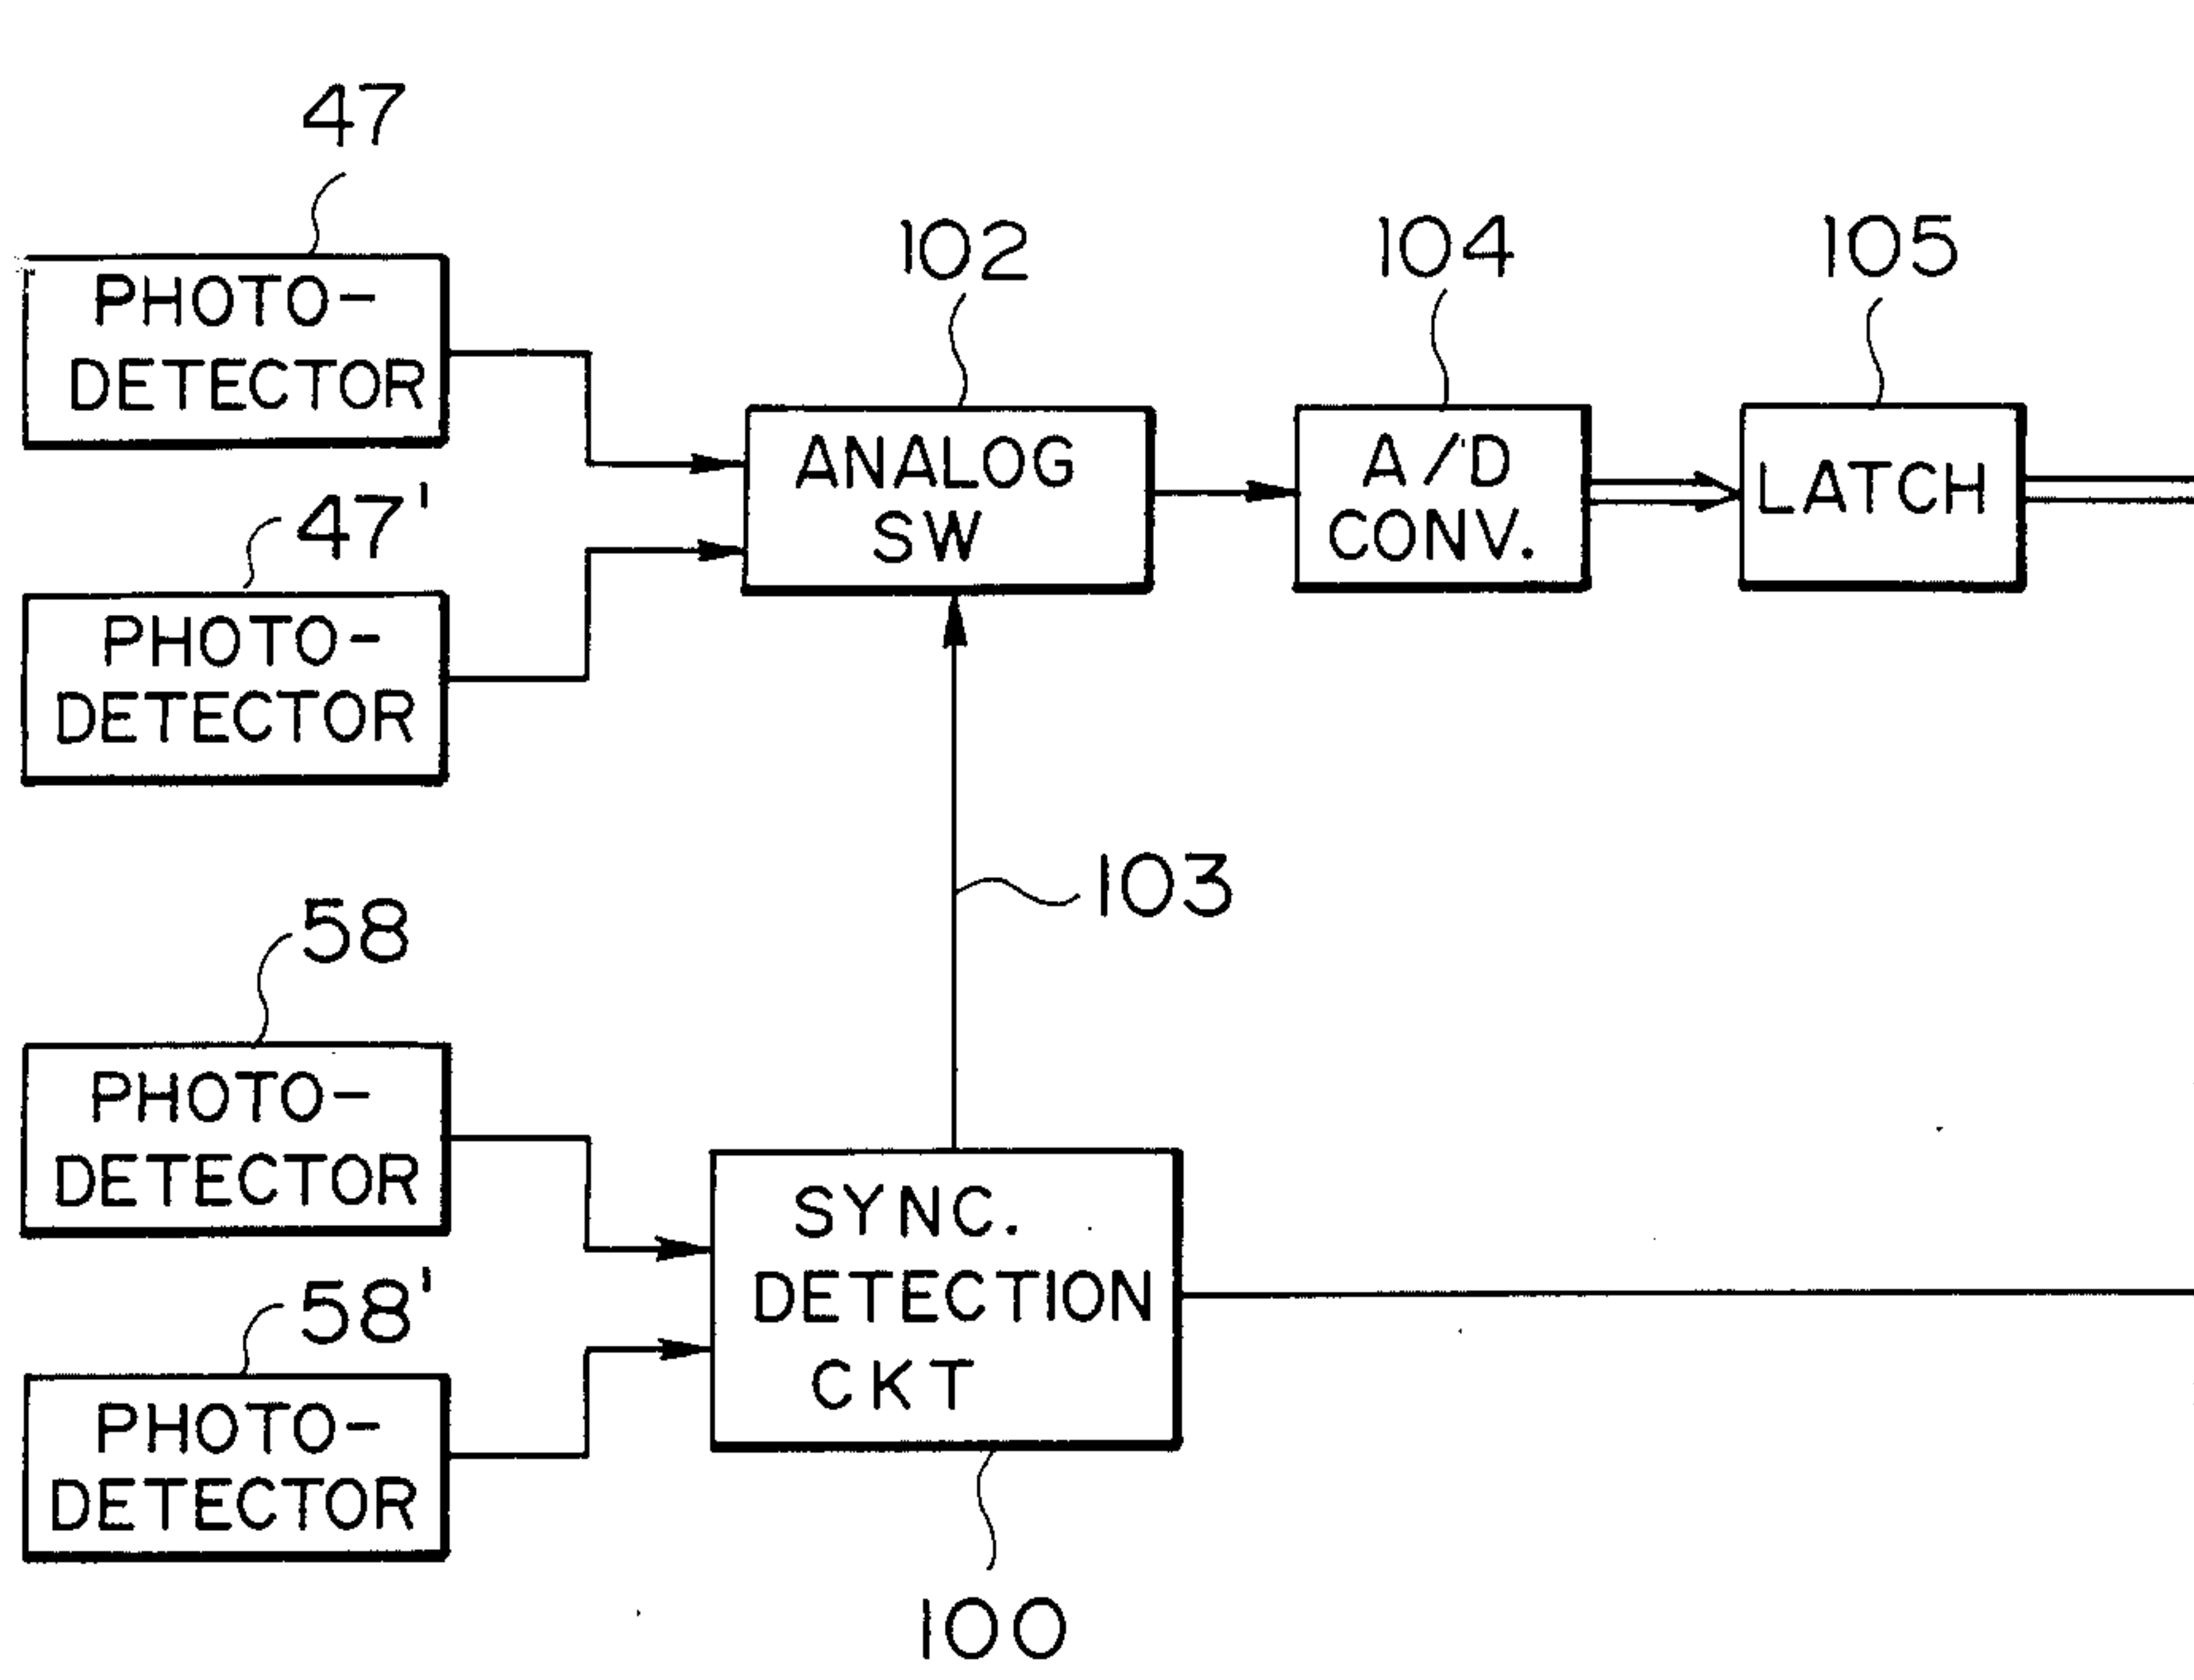 47
PHOTO-
DETECTOR
47'
PHOTO-
DETECTOR
102
ANALOG
SW
104
A/D
CONV.
105
LATCH
103
58
PHOTO-
DETECTOR
58'
PHOTO-
DETECTOR
SYNC.
DETECTION
CKT
100